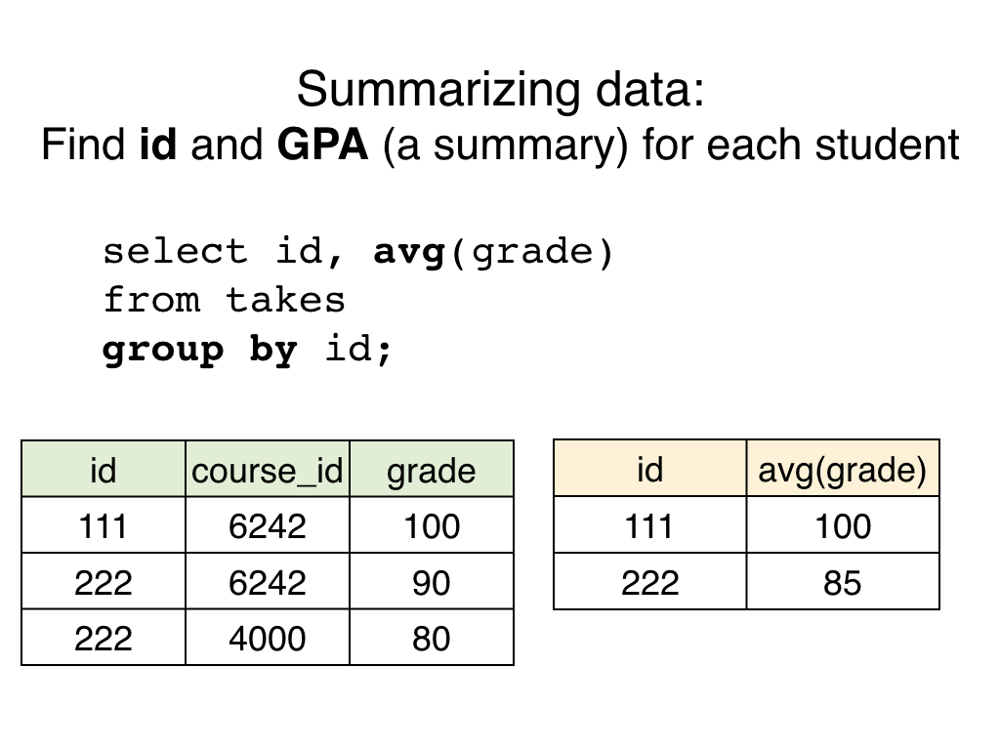 Summarizing data:
Find id and GPA (a summary) for each student
select id, avg(grade)
from takes
group by id;
id course_id grade
111 6242 100
222 6242 90
222 4000 80
id avg(grade)
111 100
222 85